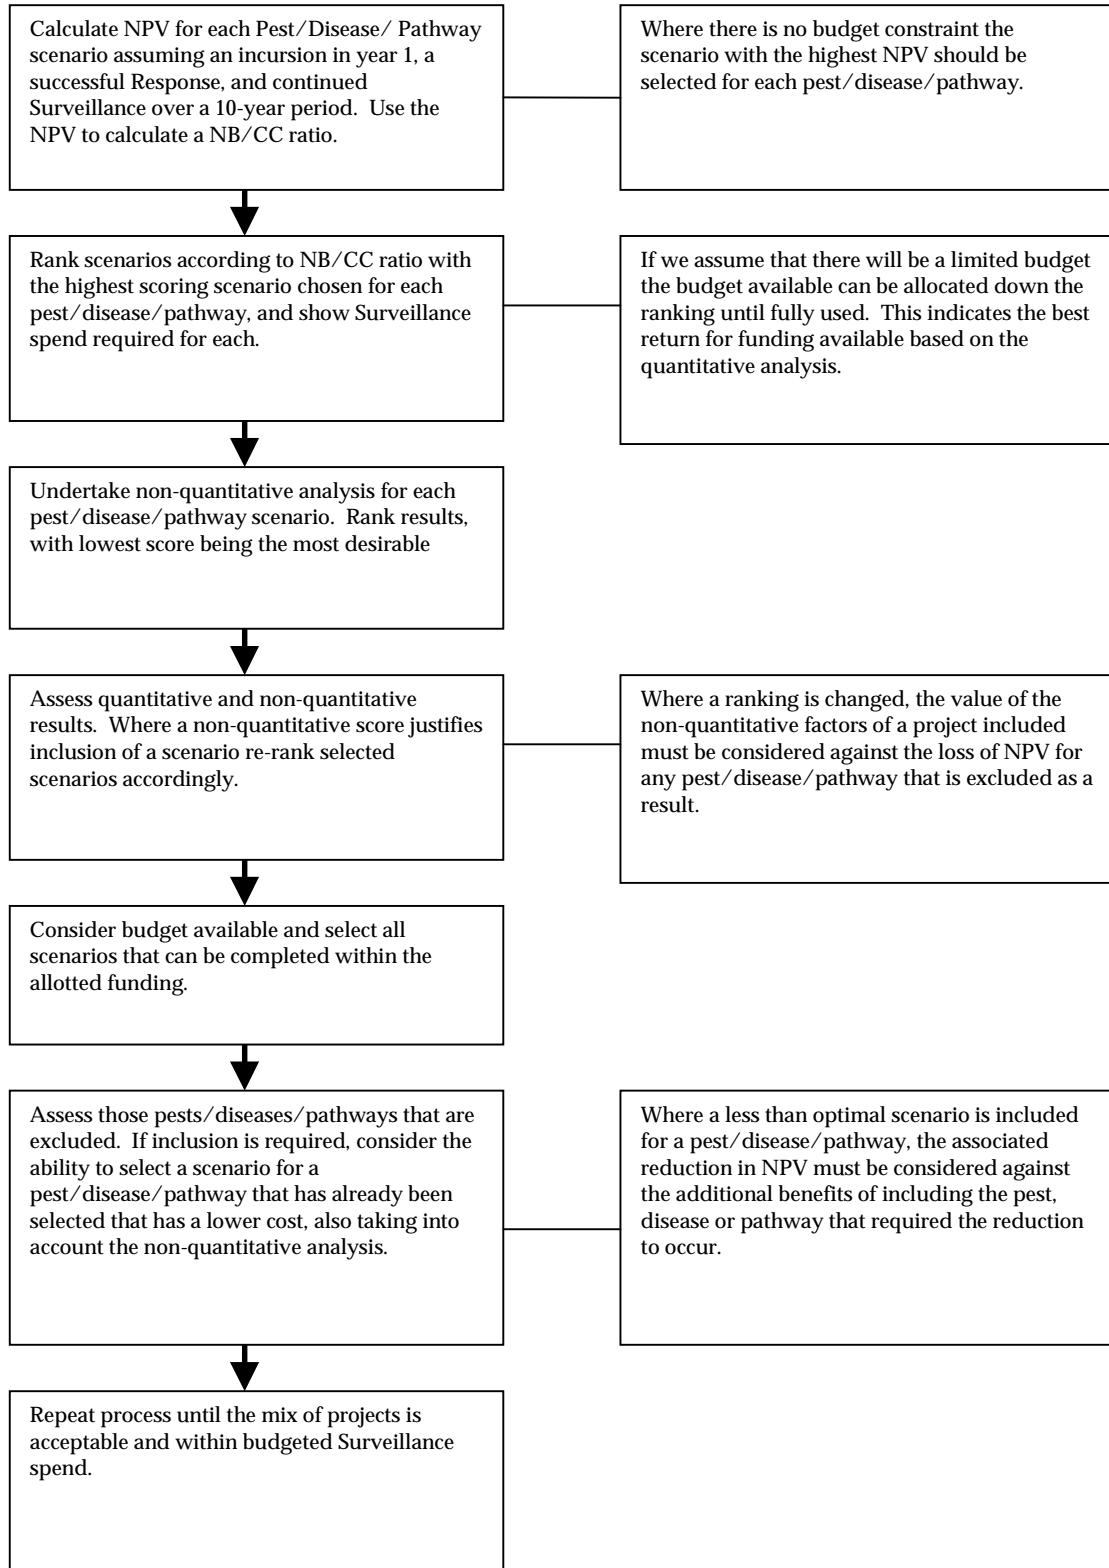 Calculate NPV for each Pest/Disease/ Pathway
scenario assuming an incursion in year 1, a
successful Response, and continued
Surveillance over a 10-year period.  Use the
NPV to calculate a NB/CC ratio.
Where there is no budget constraint the
scenario with the highest NPV should be
selected for each pest/disease/pathway.
Rank scenarios according to NB/CC ratio with
the highest scoring scenario chosen for each
pest/disease/pathway, and show Surveillance
spend required for each.
If we assume that there will be a limited budget
the budget available can be allocated down the
ranking until fully used.  This indicates the best
return for funding available based on the
quantitative analysis.
Undertake non-quantitative analysis for each
pest/disease/pathway scenario.  Rank results,
with lowest score being the most desirable
Assess quantitative and non-quantitative
results.  Where a non-quantitative score justifies
inclusion of a scenario re-rank selected
scenarios accordingly.
Where a ranking is changed, the value of the
non-quantitative factors of a project included
must be considered against the loss of NPV for
any pest/disease/pathway that is excluded as a
result.
Consider budget available and select all
scenarios that can be completed within the
allotted funding.
Assess those pests/diseases/pathways that are
excluded.  If inclusion is required, consider the
ability to select a scenario for a
pest/disease/pathway that has already been
selected that has a lower cost, also taking into
account the non-quantitative analysis.
Where a less than optimal scenario is included
for a pest/disease/pathway, the associated
reduction in NPV must be considered against
the additional benefits of including the pest,
disease or pathway that required the reduction
to occur.
Repeat process until the mix of projects is
acceptable and within budgeted Surveillance
spend.